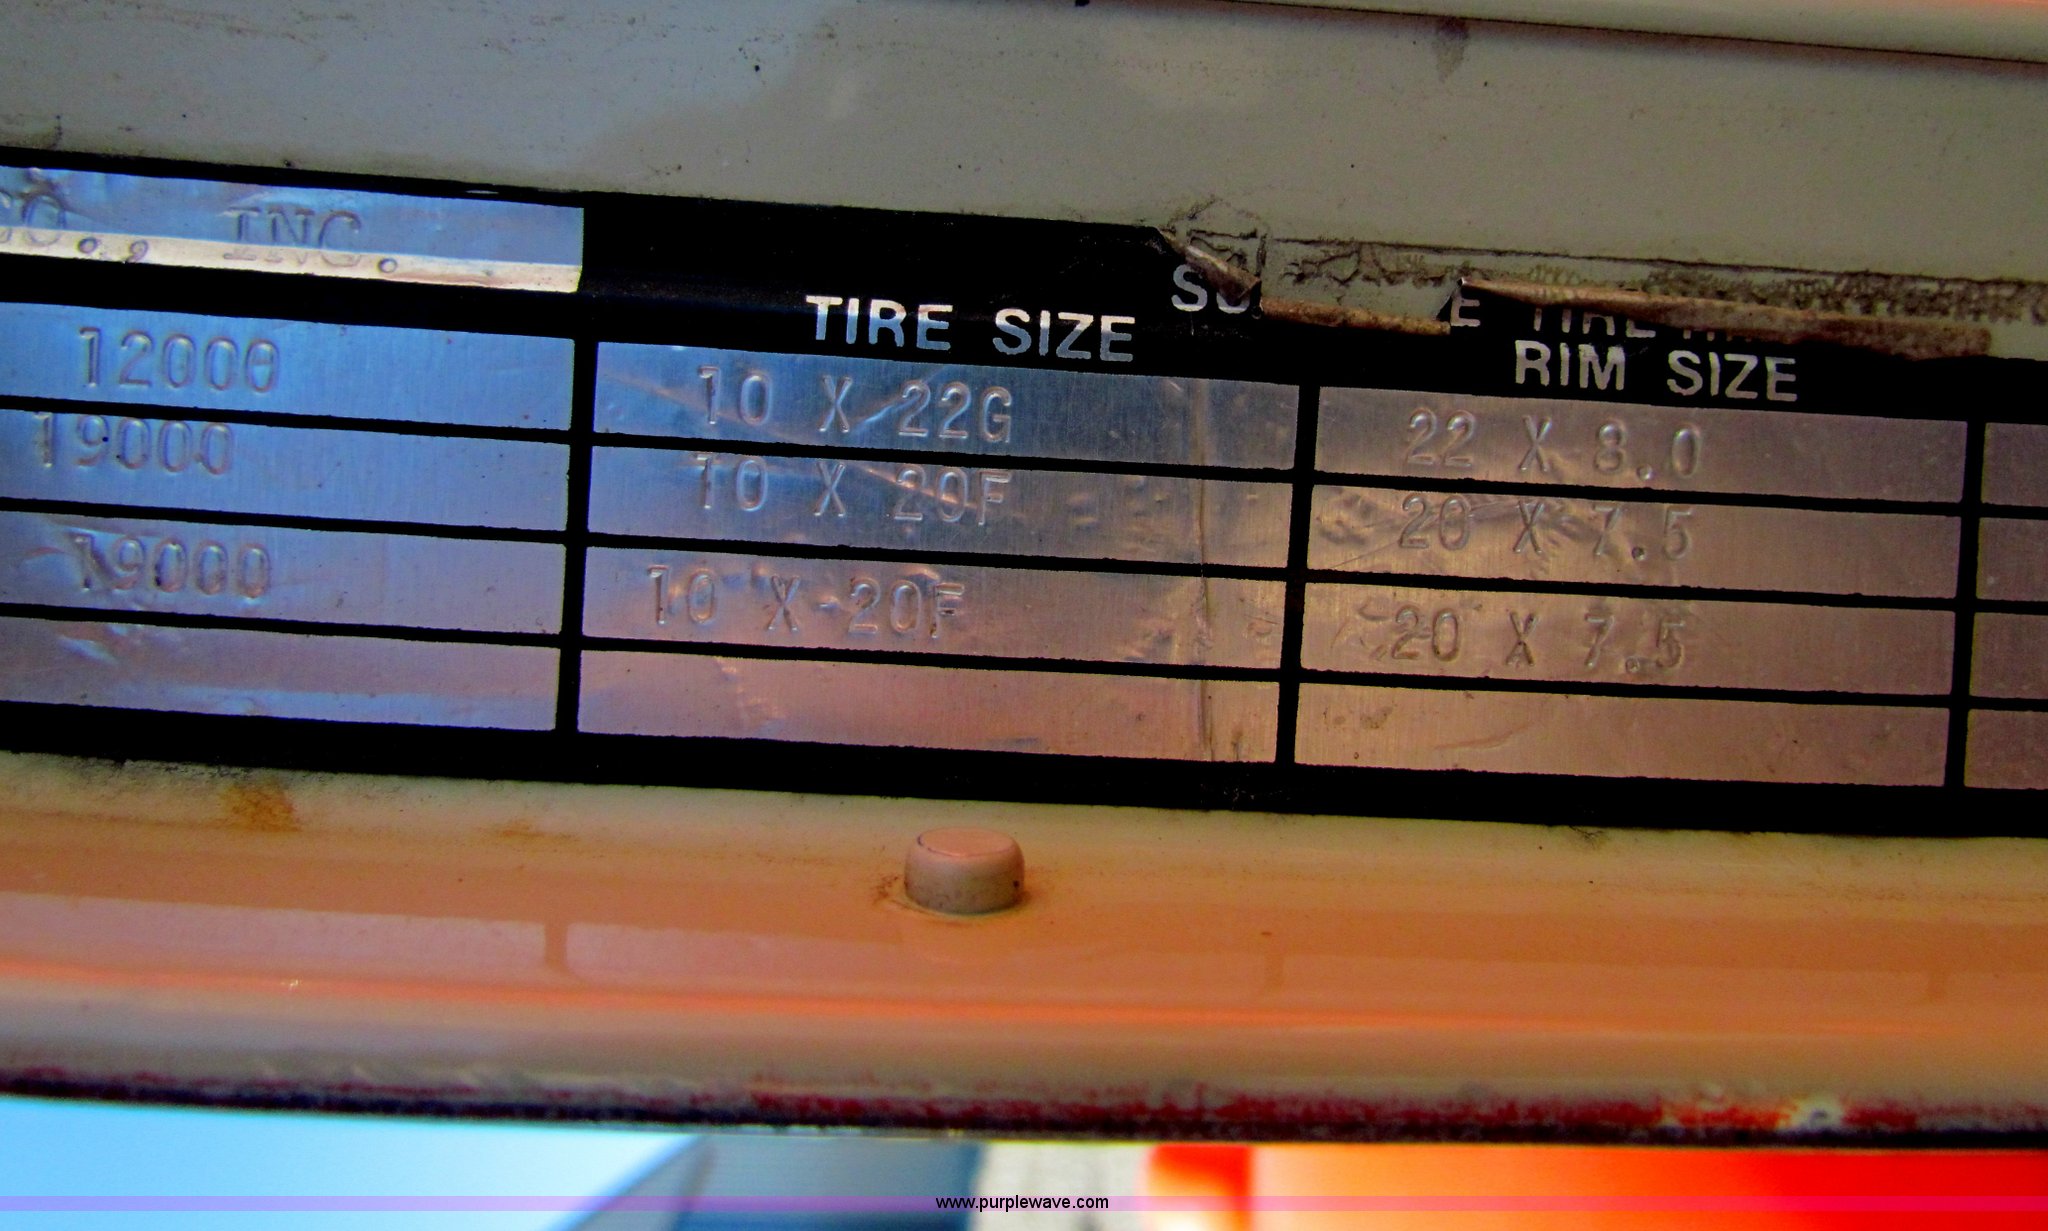 CO., INC.
TIRE SIZE
RIM SIZE
12000 10 X 22G 22 X 8.0
19000 10 X 20F 20 X 7.5
19000 10 X 20F 20 X 7.5
www.purplewave.com